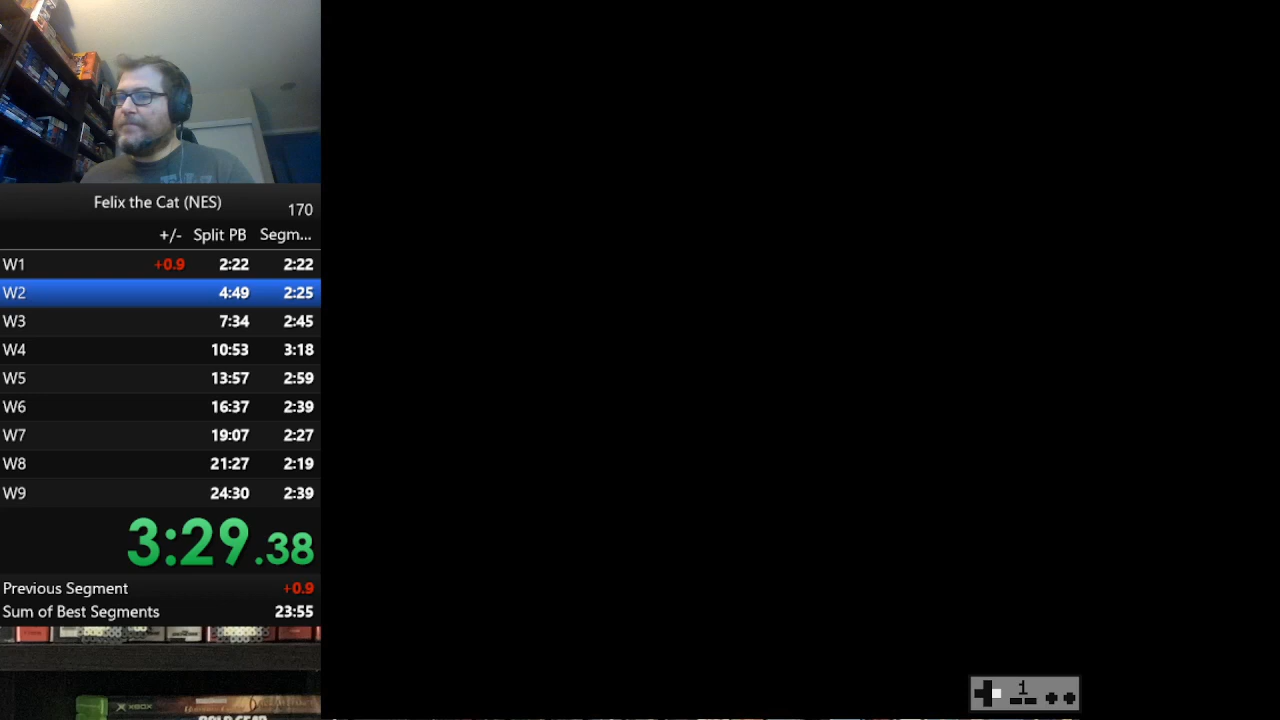 Felix the Cat (NES)
170
+/- Split PB Segm...
W1 +0.9 2:22 2:22
W2 4:49 2:25
W3 7:34 2:45
W4 10:53 3:18
W5 13:57 2:59
W6 16:37 2:39
W7 19:07 2:27
W8 21:27 2:19
W9 24:30 2:39
3:29.38
Previous Segment +0.9
Sum of Best Segments 23:55
XBOX
1